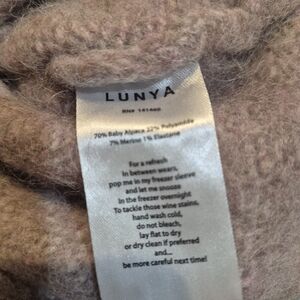 LUNYA
RN# 141400
70% Baby Alpaca 22% Polyamide
7% Merino 1% Elastane
For a refresh
In between wears,
pop me in my freezer sleeve
and let me snooze
In the freezer overnight
To tackle those wine stains,
hand wash cold,
do not bleach,
lay flat to dry
or dry clean if preferred
and...
be more careful next time!